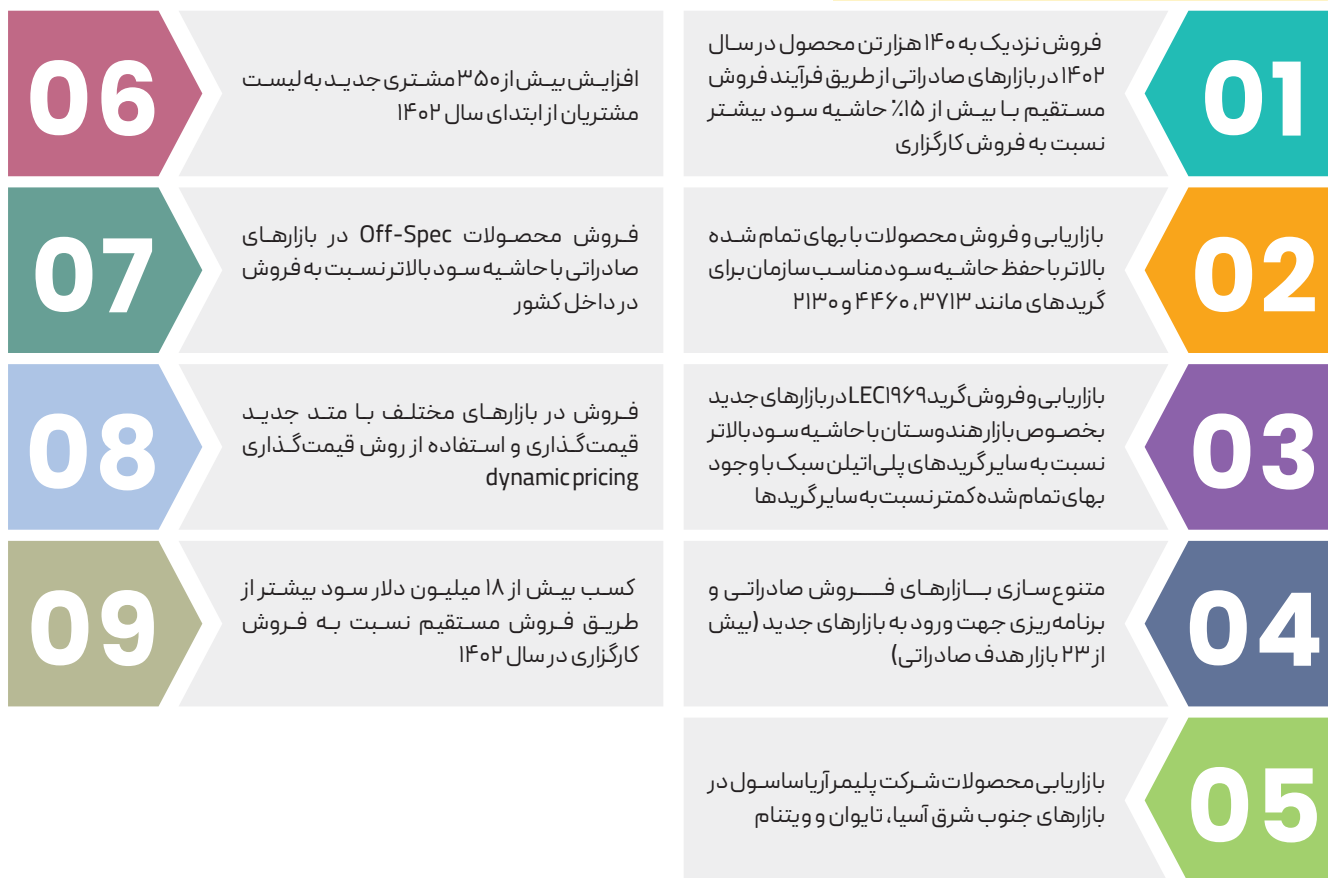 01
فروش نزدیک به ۱۴۰ هزار تن محصول در سال
۱۴۰۲ در بازارهای صادراتی از طریق فرآیند فروش
مستقیم با بیش از ۱۵٪ حاشیه سود بیشتر
نسبت به فروش کارگزاری
02
بازاریابی و فروش محصولات با بهای تمام شده
بالاتر با حفظ حاشیه سود مناسب سازمان برای
گریدهای مانند ۳۷۱۳، ۴۴۶۰ و ۲۱۳۰
03
بازاریابی و فروش گرید LEC۱۹۶۹ در بازارهای جدید
بخصوص بازار هندوستان با حاشیه سود بالاتر
نسبت به سایر گریدهای پلی‌اتیلن سبک با وجود
بهای تمام شده کمتر نسبت به سایر گریدها
04
متنوع‌سازی بازارهای فروش صادراتی و
برنامه‌ریزی جهت ورود به بازارهای جدید (بیش
از ۲۳ بازار هدف صادراتی)
05
بازاریابی محصولات شرکت پلیمر آریاساسول در
بازارهای جنوب شرق آسیا، تایوان و ویتنام
06
افزایش بیش از ۳۵۰ مشتری جدید به لیست
مشتریان از ابتدای سال ۱۴۰۲
07
فروش محصولات Off-Spec در بازارهای
صادراتی با حاشیه سود بالاتر نسبت به فروش
در داخل کشور
08
فروش در بازارهای مختلف با متد جدید
قیمت‌گذاری و استفاده از روش قیمت‌گذاری
dynamic pricing
09
کسب بیش از ۱۸ میلیون دلار سود بیشتر از
طریق فروش مستقیم نسبت به فروش
کارگزاری در سال ۱۴۰۲